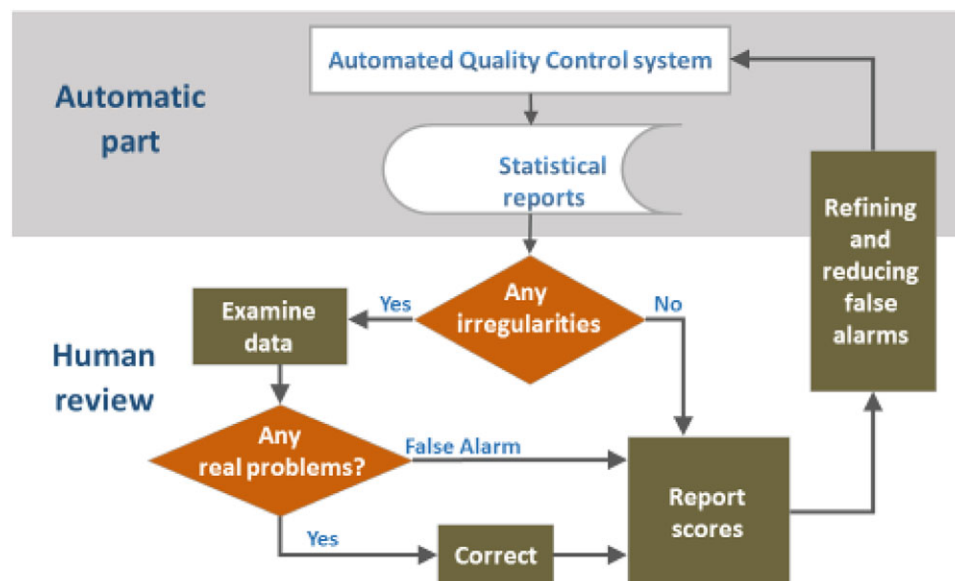 Automated Quality Control system
Automatic
part
Statistical
reports
Refining
and
reducing
false
alarms
Any
irregularities
Yes
No
Examine
data
Human
review
Any
real problems?
False Alarm
Report
scores
Yes
Correct